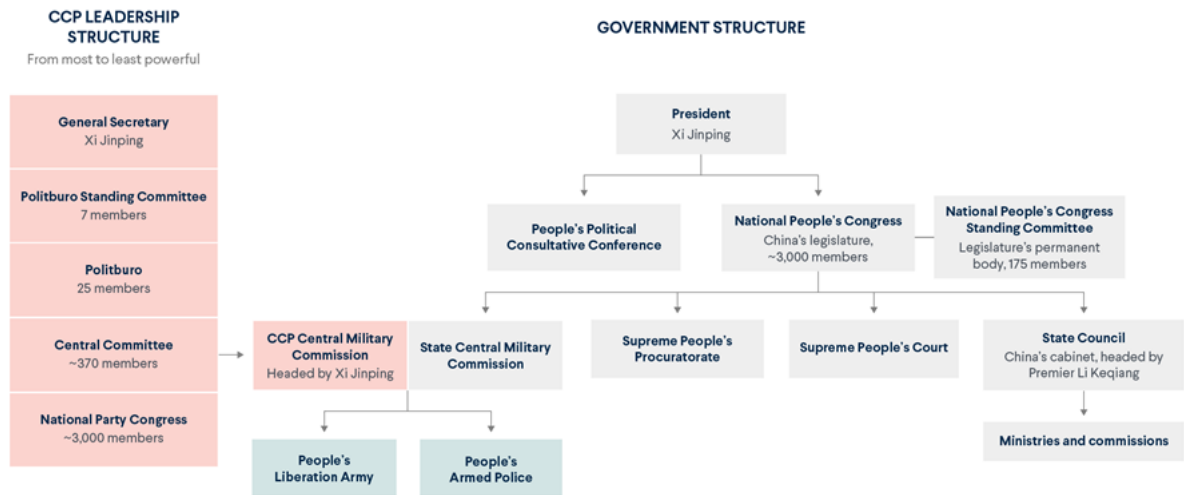 CCP LEADERSHIP
STRUCTURE
From most to least powerful
General Secretary
Xi Jinping
Politburo Standing Committee
7 members
Politburo
25 members
Central Committee
~370 members
National Party Congress
~3,000 members
GOVERNMENT STRUCTURE
President
Xi Jinping
People's Political
Consultative Conference
National People's Congress
China's legislature,
~3,000 members
National People's Congress
Standing Committee
Legislature's permanent
body, 175 members
CCP Central Military
Commission
Headed by Xi Jinping
State Central Military
Commission
Supreme People's
Procuratorate
Supreme People's Court
State Council
China's cabinet, headed by
Premier Li Keqiang
People's
Liberation Army
People's
Armed Police
Ministries and commissions